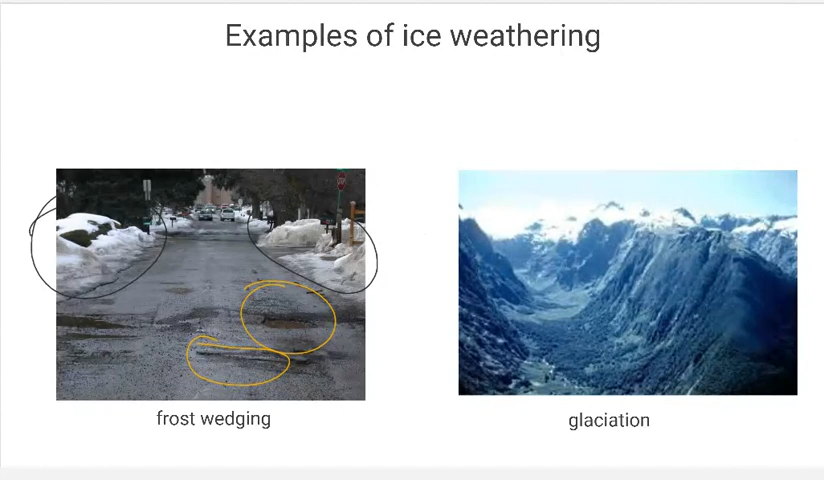 Examples of ice weathering
frost wedging
glaciation